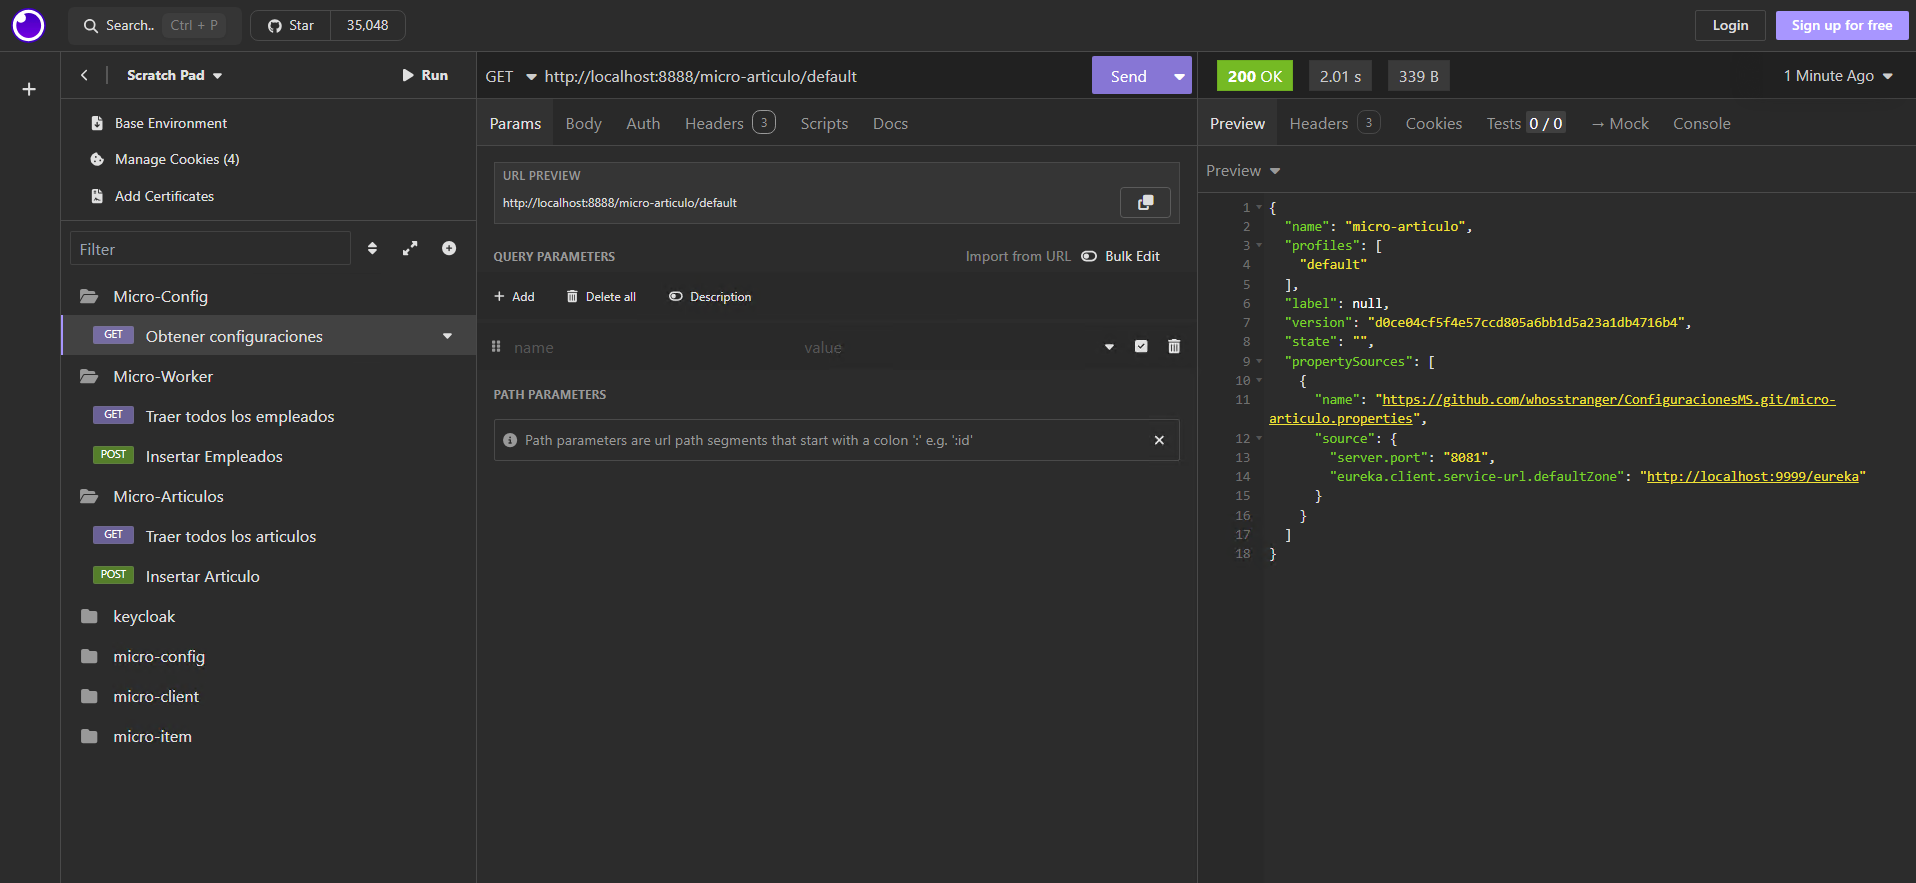 Search.. Ctrl + P
Star 35,048
Login
Sign up for free
Scratch Pad
Run
Base Environment
Manage Cookies (4)
Add Certificates
Filter
Micro-Config
GET Obtener configuraciones
Micro-Worker
GET Traer todos los empleados
POST Insertar Empleados
Micro-Articulos
GET Traer todos los articulos
POST Insertar Articulo
keycloak
micro-config
micro-client
micro-item
GET http://localhost:8888/micro-articulo/default
Send
Params Body Auth Headers 3 Scripts Docs
URL PREVIEW
http://localhost:8888/micro-articulo/default
QUERY PARAMETERS Import from URL Bulk Edit
+ Add Delete all Description
name value
PATH PARAMETERS
Path parameters are url path segments that start with a colon ':' e.g. ':id'
200 OK 2.01 s 339 B 1 Minute Ago
Preview Headers 3 Cookies Tests 0 / 0 → Mock Console
Preview
1 {
2 "name": "micro-articulo",
3 "profiles": [
4 "default"
5 ],
6 "label": null,
7 "version": "d0ce04cf5f4e57ccd805a6bb1d5a23a1db4716b4",
8 "state": "",
9 "propertySources": [
10 {
11 "name": "https://github.com/whosstranger/ConfiguracionesMS.git/micro-
articulo.properties",
12 "source": {
13 "server.port": "8081",
14 "eureka.client.service-url.defaultZone": "http://localhost:9999/eureka"
15 }
16 }
17 ]
18 }